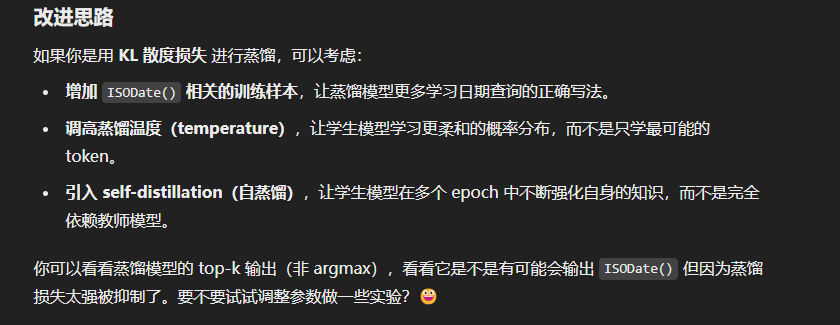 改进思路
如果你是用 KL 散度损失 进行蒸馏，可以考虑：
• 增加 ISODate() 相关的训练样本，让蒸馏模型更多学习日期查询的正确写法。
• 调高蒸馏温度（temperature），让学生模型学习更柔和的概率分布，而不是只学最可能的
token。
• 引入 self-distillation（自蒸馏），让学生模型在多个 epoch 中不断强化自身的知识，而不是完全
依赖教师模型。
你可以看看蒸馏模型的 top-k 输出（非 argmax），看看它是不是有可能会输出 ISODate() 但因为蒸馏
损失太强被抑制了。要不要试试调整参数做一些实验？😃